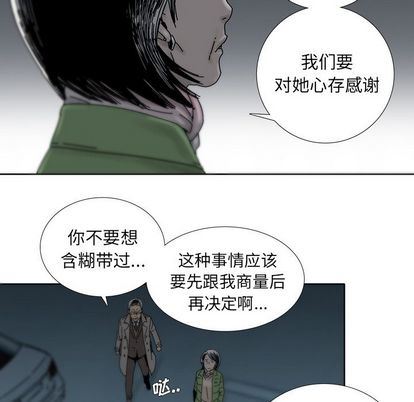 我们要
对她心存感谢
你不要想
含糊带过...
这种事情应该
要先跟我商量后
再决定啊...
哒..